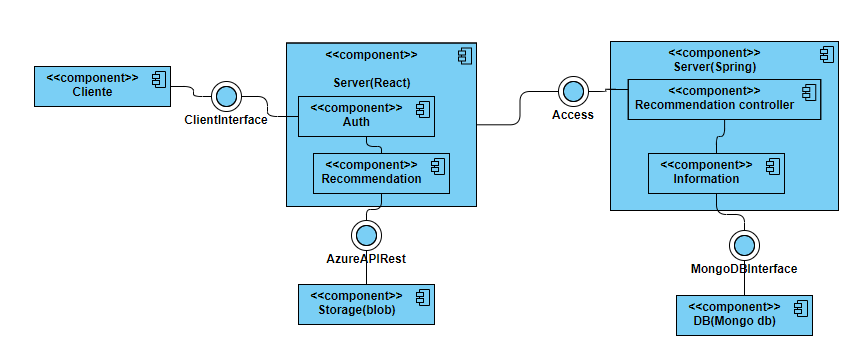 <<component>>
Cliente
ClientInterface
<<component>>
Server(React)
<<component>>
Auth
<<component>>
Recommendation
AzureAPIRest
<<component>>
Storage(blob)
Access
<<component>>
Server(Spring)
<<component>>
Recommendation controller
<<component>>
Information
MongoDBInterface
<<component>>
DB(Mongo db)